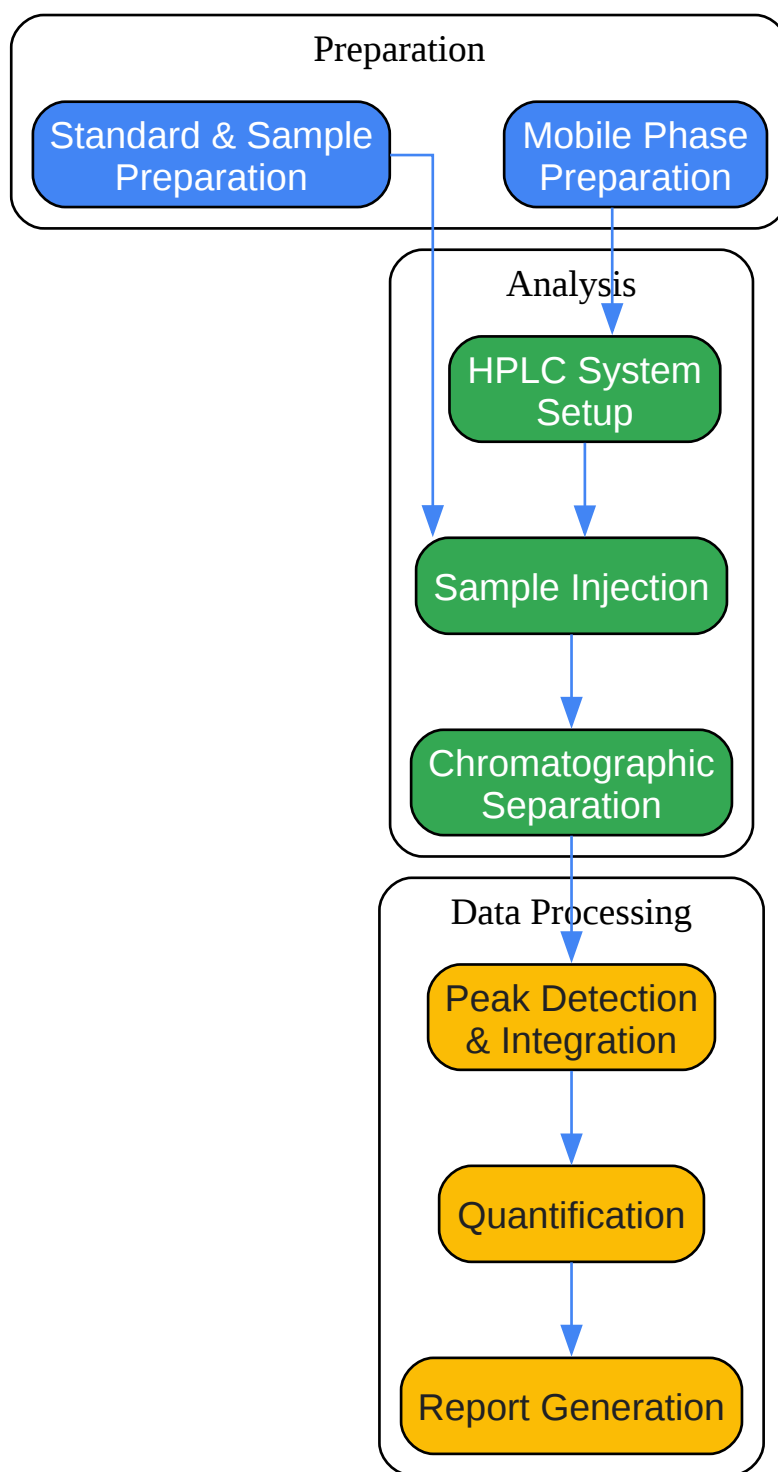 Preparation
Standard & Sample
Preparation
Mobile Phase
Preparation
Analysis
HPLC System
Setup
Sample Injection
Chromatographic
Separation
Data Processing
Peak Detection
& Integration
Quantification
Report Generation